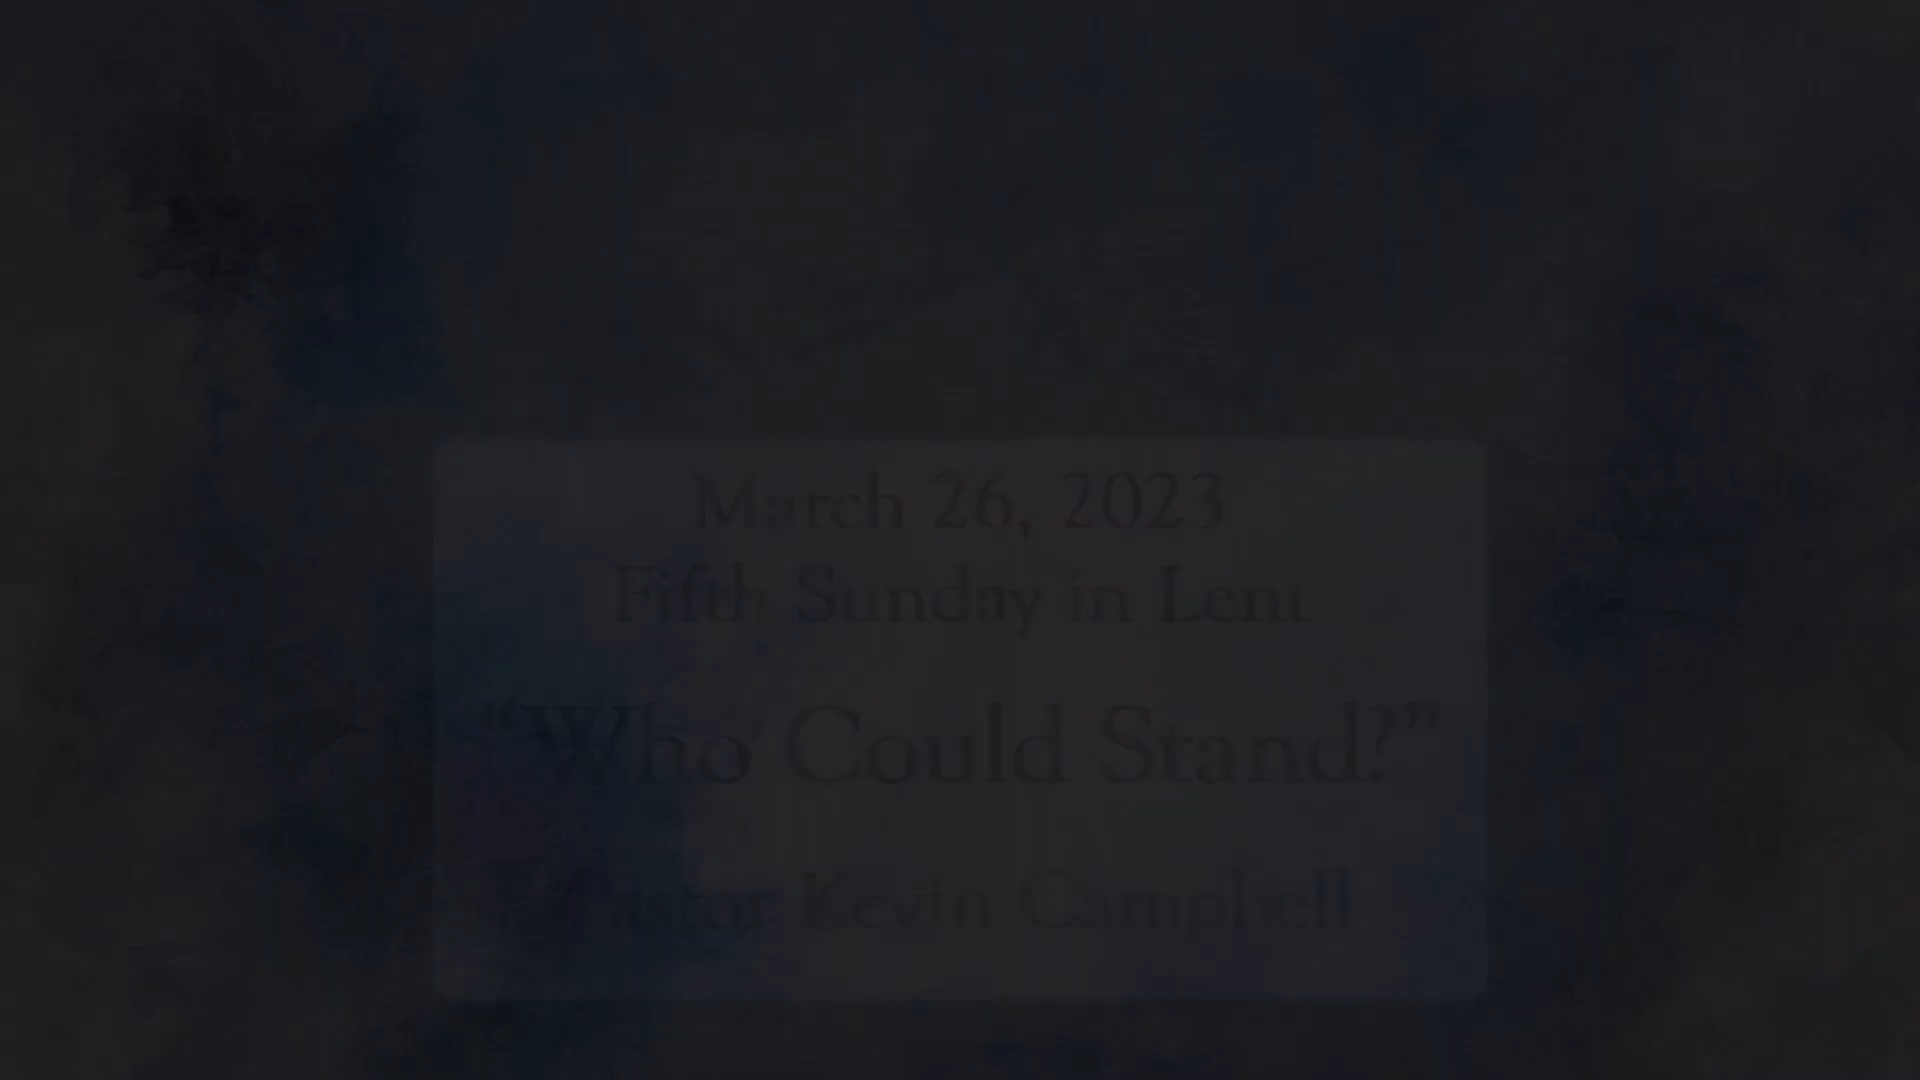 March 26, 2023
Fifth Sunday in Lent
“Who Could Stand?”
Pastor Kevin Campbell